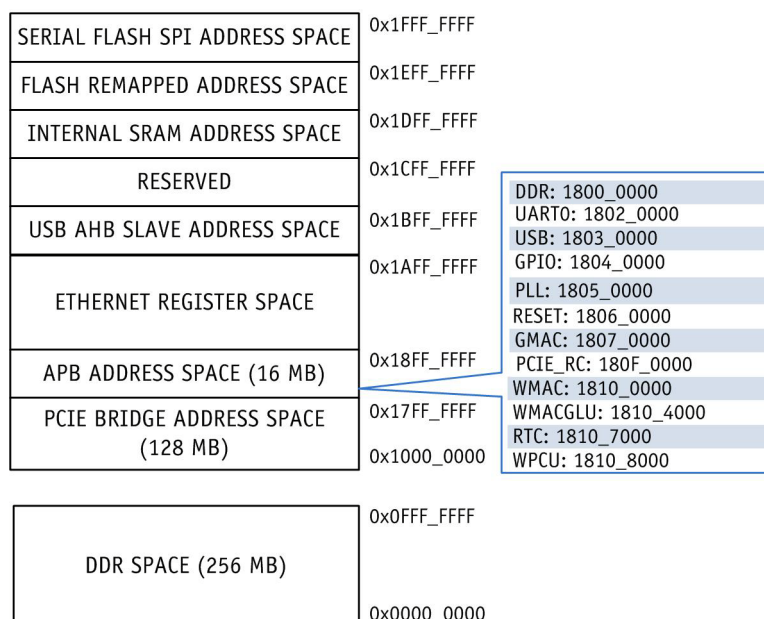 SERIAL FLASH SPI ADDRESS SPACE
0x1FFF_FFFF
FLASH REMAPPED ADDRESS SPACE
0x1EFF_FFFF
INTERNAL SRAM ADDRESS SPACE
0x1DFF_FFFF
RESERVED
0x1CFF_FFFF
USB AHB SLAVE ADDRESS SPACE
0x1BFF_FFFF
ETHERNET REGISTER SPACE
0x1AFF_FFFF
APB ADDRESS SPACE (16 MB)
0x18FF_FFFF
PCIE BRIDGE ADDRESS SPACE
(128 MB)
0x17FF_FFFF
0x1000_0000
DDR: 1800_0000
UART0: 1802_0000
USB: 1803_0000
GPIO: 1804_0000
PLL: 1805_0000
RESET: 1806_0000
GMAC: 1807_0000
PCIE_RC: 180F_0000
WMAC: 1810_0000
WMACGLU: 1810_4000
RTC: 1810_7000
WPCU: 1810_8000
0x0FFF_FFFF
DDR SPACE (256 MB)
0x0000_0000